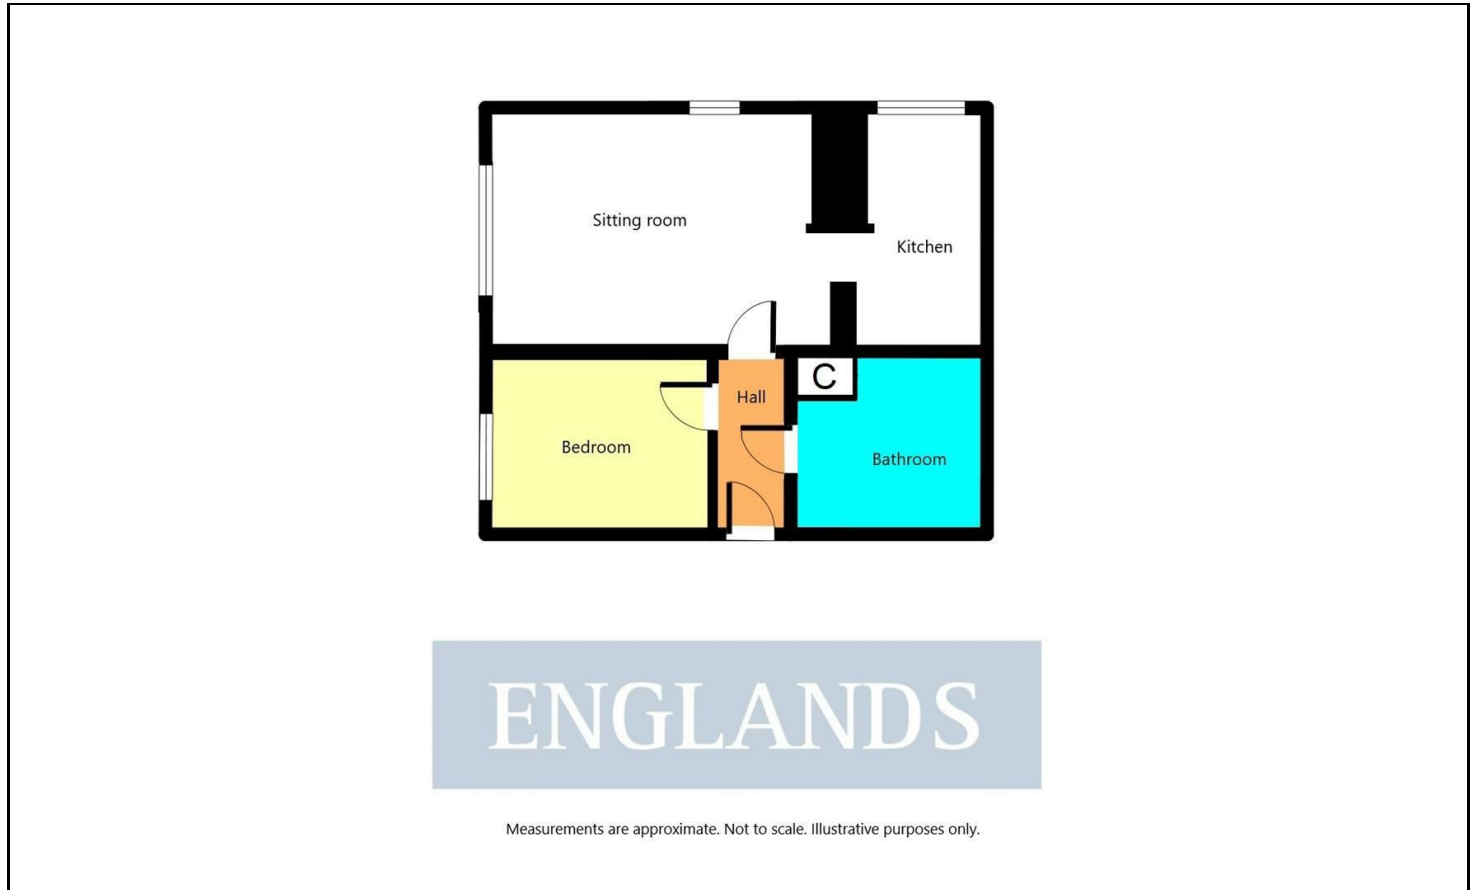 Sitting room
Kitchen
Hall
C
Bedroom
Bathroom
ENGLANDS
Measurements are approximate. Not to scale. Illustrative purposes only.